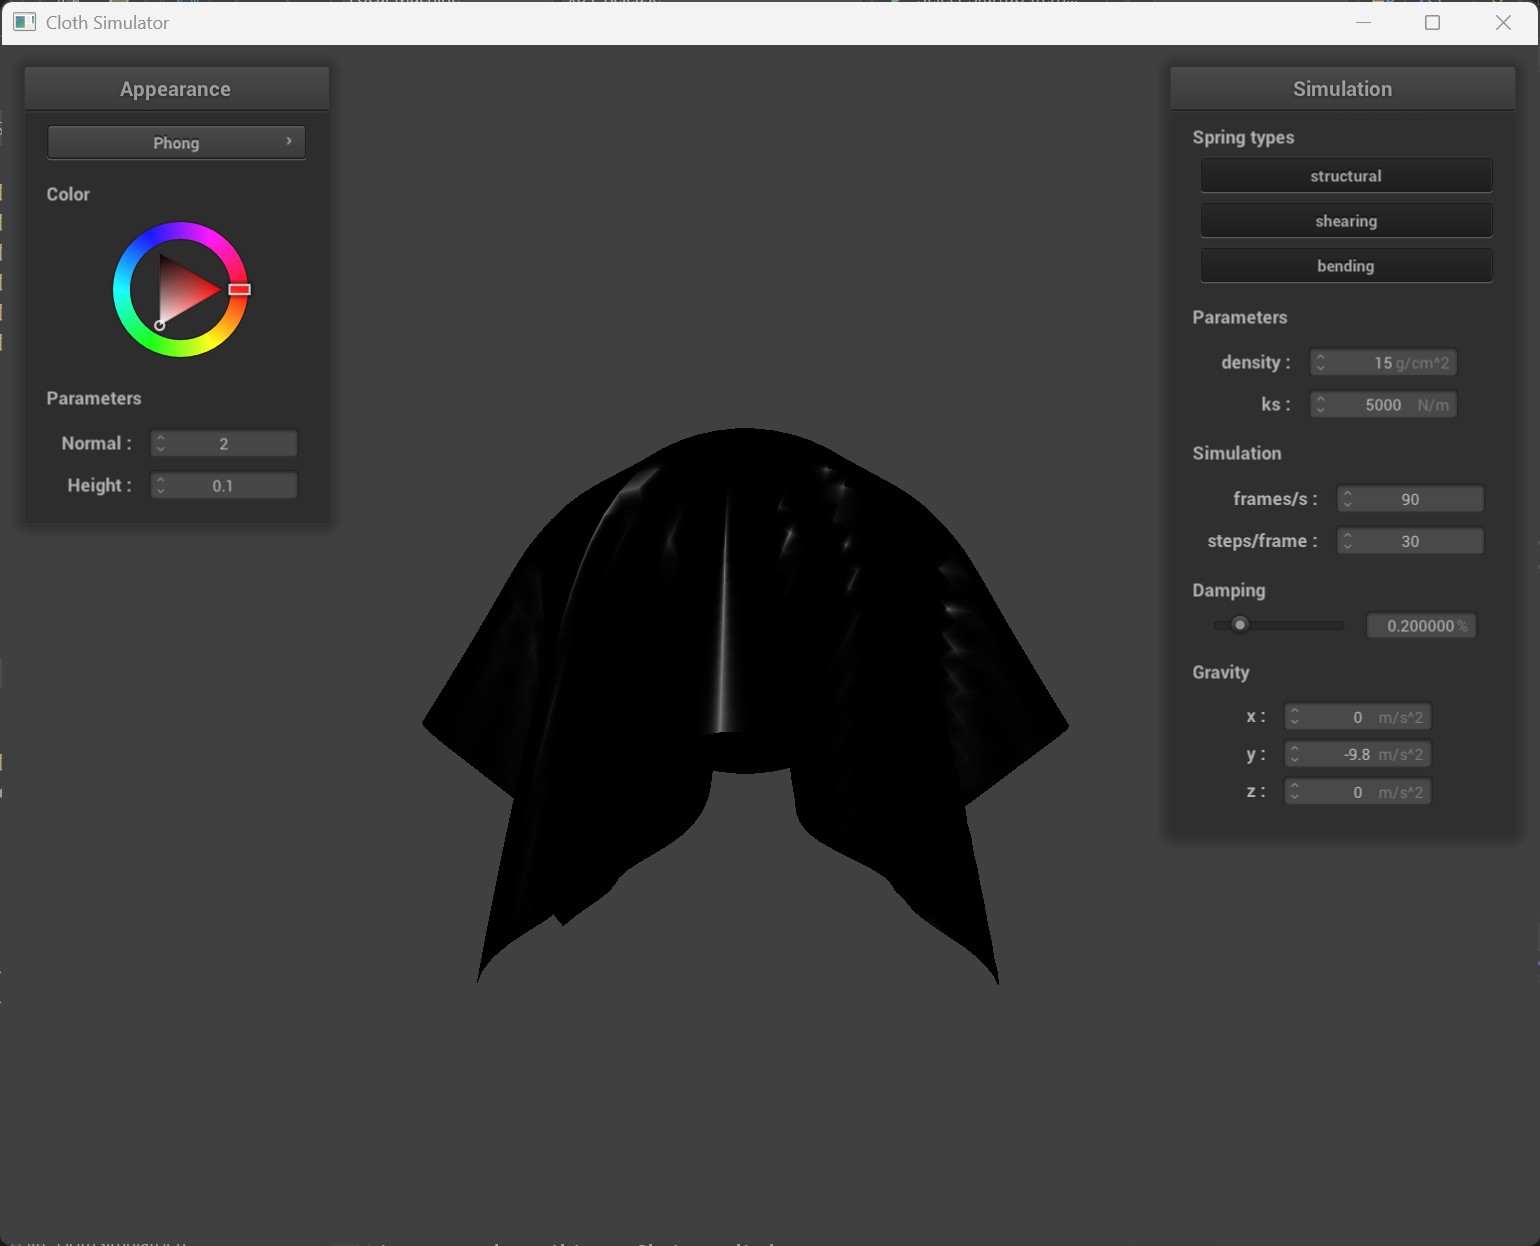 Cloth Simulator
Appearance
Phong
Color
Parameters
Normal : 2
Height : 0.1
Simulation
Spring types
structural
shearing
bending
Parameters
density : 15 g/cm^2
ks : 5000 N/m
Simulation
frames/s : 90
steps/frame : 30
Damping
0.200000 %
Gravity
x : 0 m/s^2
y : -9.8 m/s^2
z : 0 m/s^2